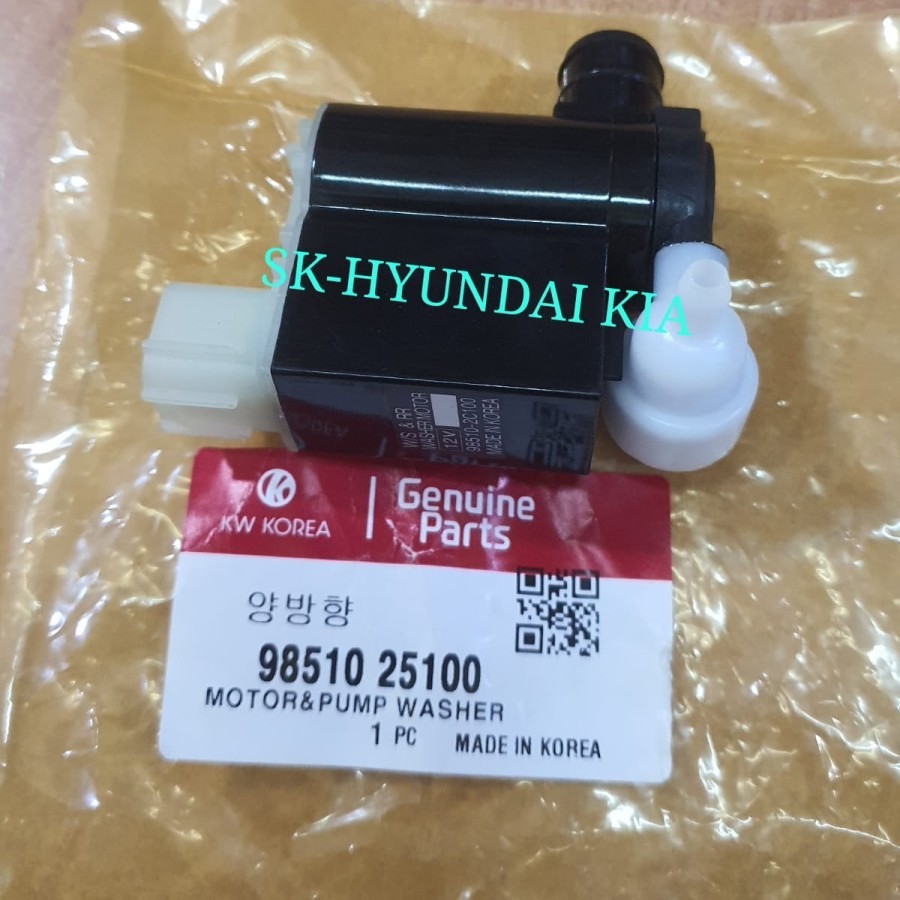 SK-HYUNDAI KIA
W/S & RR
WASHER MOTOR
12V
98510-2C100
MADE IN KOREA
KW KOREA
Genuine
Parts
양방향
98510 25100
MOTOR&PUMP WASHER
1 PC
MADE IN KOREA